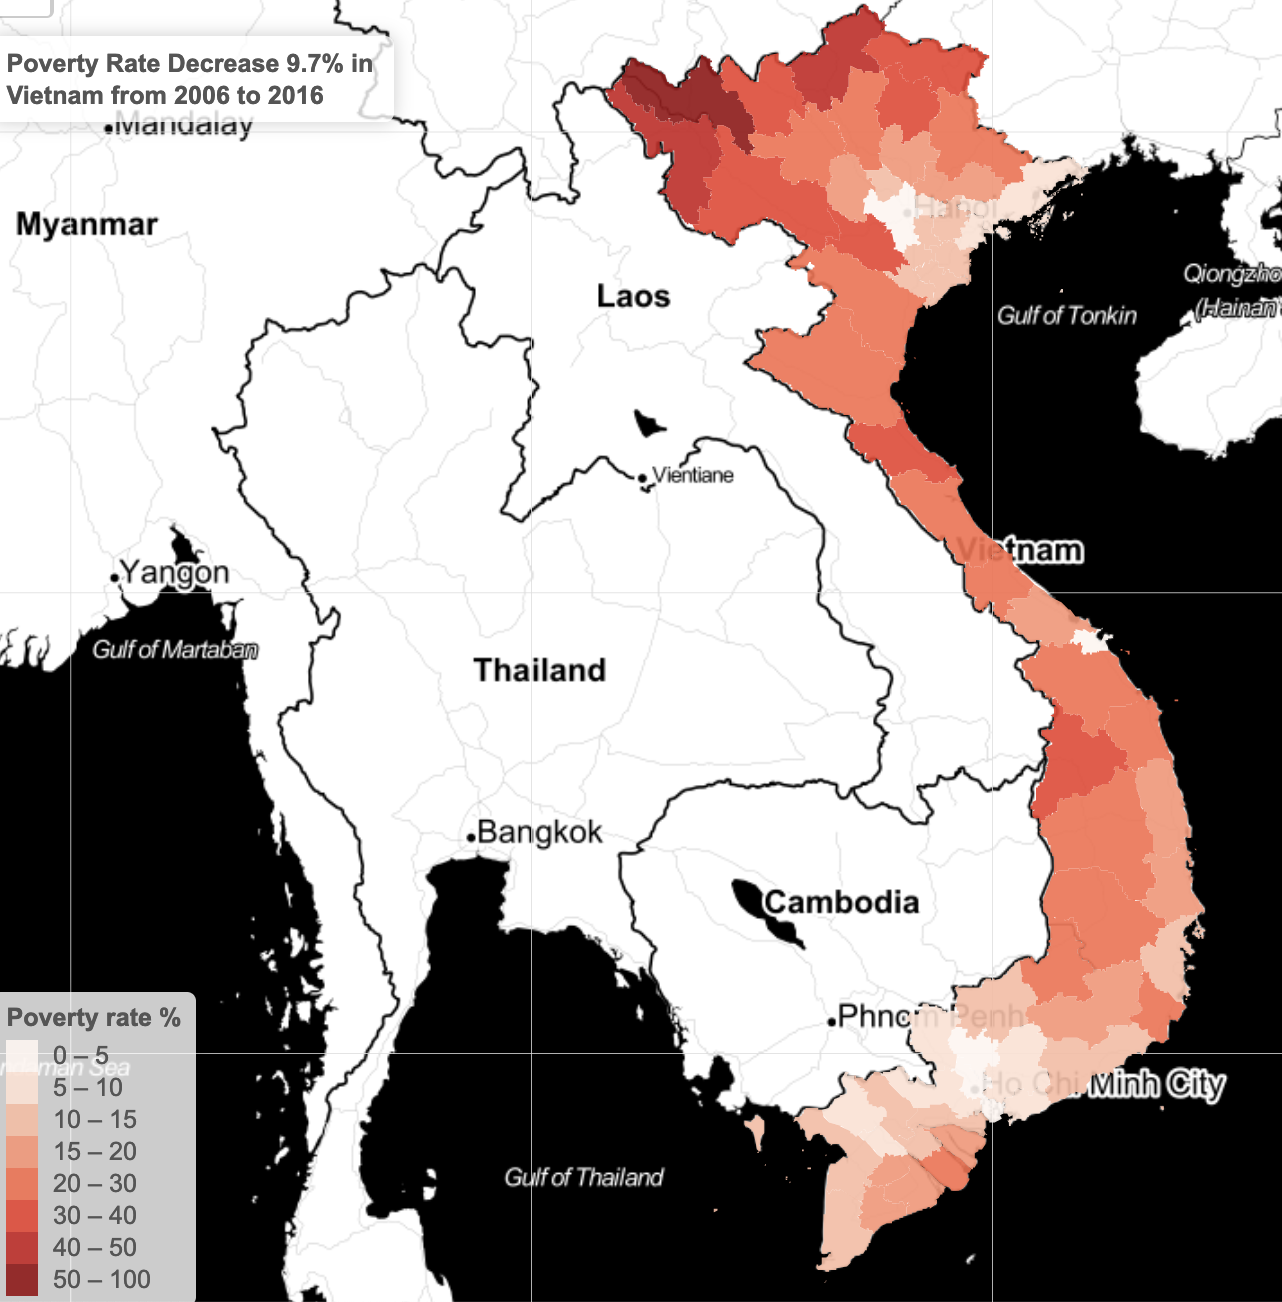 Poverty Rate Decrease 9.7% in
Vietnam from 2006 to 2016
Mandalay
Myanmar
Hanoi
Laos
Qiongzho
Gulf of Tonkin
(Hainan
Vientiane
Vietnam
Yangon
Gulf of Martaban
Thailand
Bangkok
Cambodia
Phnom Penh
Ho Chi Minh City
Gulf of Thailand
Poverty rate %
0 – 5
man Sea
5 – 10
10 – 15
15 – 20
20 – 30
30 – 40
40 – 50
50 – 100